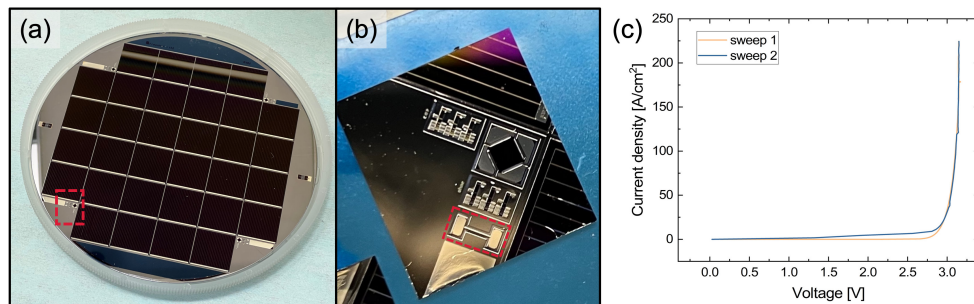 (a)
(b)
(c)
250
200
150
100
50
0
Current density [A/cm²]
sweep 1
sweep 2
0.0 0.5 1.0 1.5 2.0 2.5 3.0
Voltage [V]